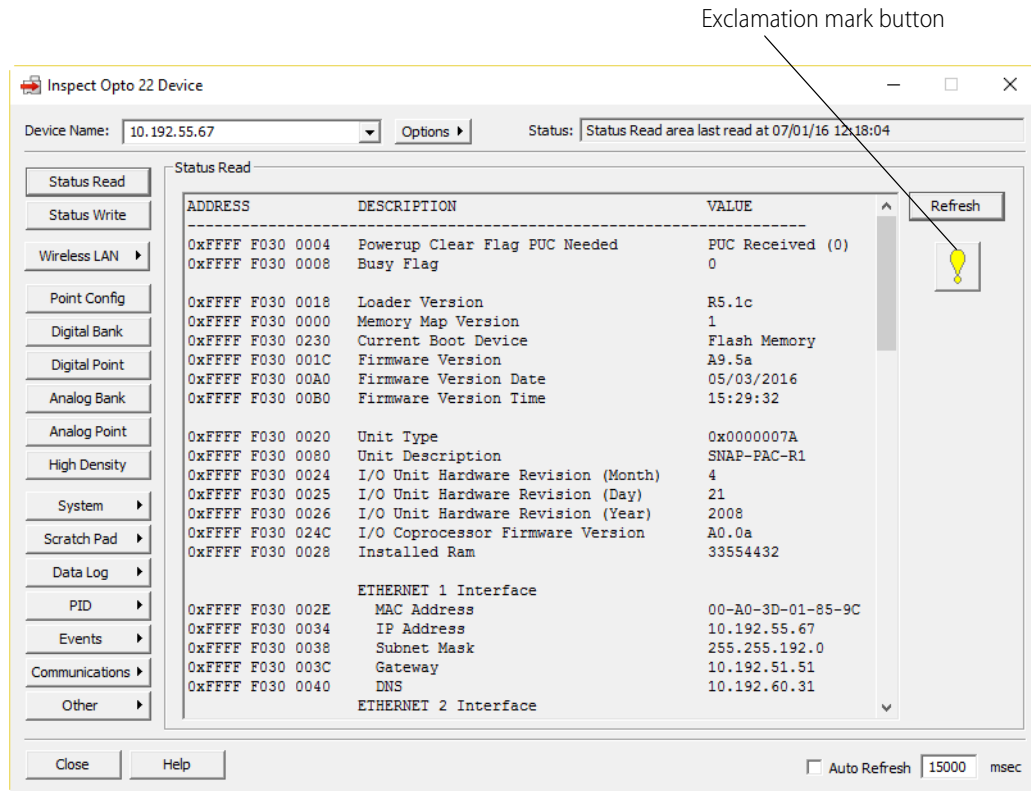 Exclamation mark button
Inspect Opto 22 Device
Device Name: 10.192.55.67 Options Status: Status Read area last read at 07/01/16 12:18:04
Status Read
Status Write
Wireless LAN
Point Config
Digital Bank
Digital Point
Analog Bank
Analog Point
High Density
System
Scratch Pad
Data Log
PID
Events
Communications
Other
Status Read
ADDRESS DESCRIPTION VALUE
--------------------------------------------------------------------
0xFFFF F030 0004 Powerup Clear Flag PUC Needed PUC Received (0)
0xFFFF F030 0008 Busy Flag 0
0xFFFF F030 0018 Loader Version R5.1c
0xFFFF F030 0000 Memory Map Version 1
0xFFFF F030 0230 Current Boot Device Flash Memory
0xFFFF F030 001C Firmware Version A9.5a
0xFFFF F030 00A0 Firmware Version Date 05/03/2016
0xFFFF F030 00B0 Firmware Version Time 15:29:32
0xFFFF F030 0020 Unit Type 0x0000007A
0xFFFF F030 0080 Unit Description SNAP-PAC-R1
0xFFFF F030 0024 I/O Unit Hardware Revision (Month) 4
0xFFFF F030 0025 I/O Unit Hardware Revision (Day) 21
0xFFFF F030 0026 I/O Unit Hardware Revision (Year) 2008
0xFFFF F030 024C I/O Coprocessor Firmware Version A0.0a
0xFFFF F030 0028 Installed Ram 33554432
ETHERNET 1 Interface
0xFFFF F030 002E MAC Address 00-A0-3D-01-85-9C
0xFFFF F030 0034 IP Address 10.192.55.67
0xFFFF F030 0038 Subnet Mask 255.255.192.0
0xFFFF F030 003C Gateway 10.192.51.51
0xFFFF F030 0040 DNS 10.192.60.31
ETHERNET 2 Interface
Refresh
Close Help Auto Refresh 15000 msec